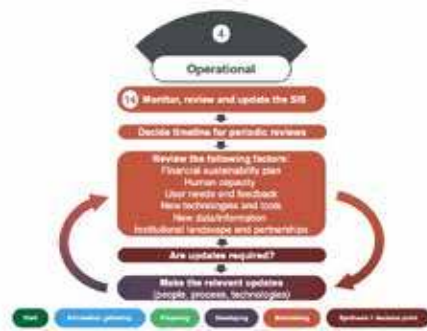 4
Operational
14 Monitor, review and update the SIS
Decide timeline for periodic reviews
Review the following factors:
Financial sustainability plan
Human capacity
User needs and feedback
New technologies and tools
New data/information
Institutional landscape and partnerships
Are updates required?
Make the relevant updates
(people, process, technologies)
Start
Information gathering
Preparing
Developing
Maintaining
Synthesis / decision point